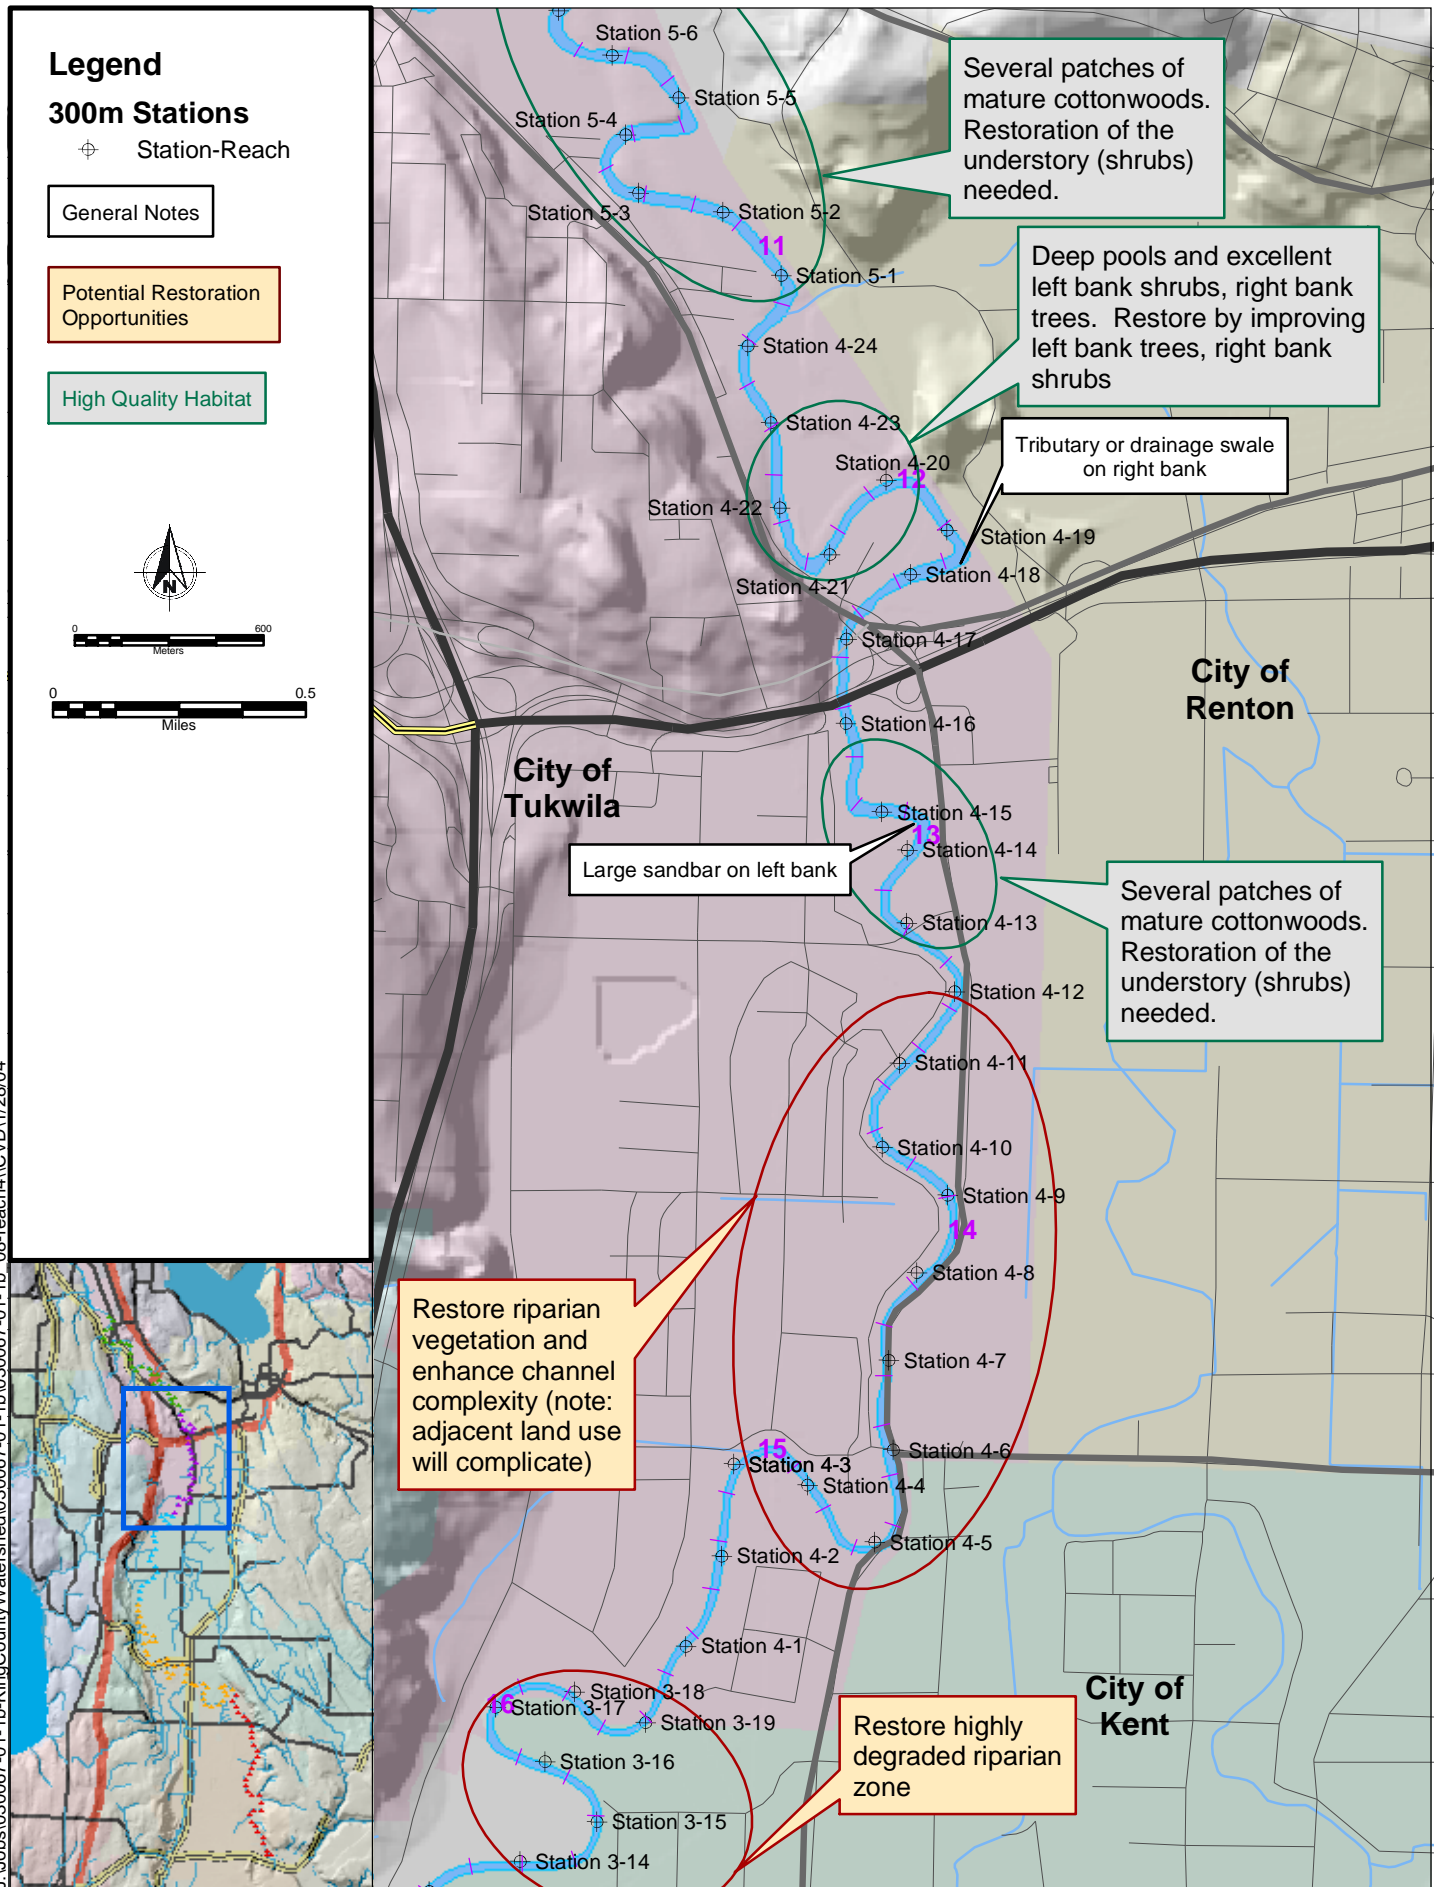 Legend
300m Stations
Station-Reach
General Notes
Potential Restoration
Opportunities
High Quality Habitat
N
0 600
Meters
0 0.5
Miles
Station 5-6
Station 5-5
Station 5-4
Station 5-3
Station 5-2
11
Station 5-1
Station 4-24
Station 4-23
Station 4-20
12
Station 4-22
Station 4-19
Station 4-18
Station 4-21
Station 4-17
Station 4-16
Station 4-15
13
Station 4-14
Station 4-13
Station 4-12
Station 4-11
Station 4-10
Station 4-9
14
Station 4-8
Station 4-7
Station 4-6
15
Station 4-3
Station 4-4
Station 4-5
Station 4-2
Station 4-1
Station 3-18
16
Station 3-17
Station 3-19
Station 3-16
Station 3-15
Station 3-14
Several patches of
mature cottonwoods.
Restoration of the
understory (shrubs)
needed.
Deep pools and excellent
left bank shrubs, right bank
trees. Restore by improving
left bank trees, right bank
shrubs
Tributary or drainage swale
on right bank
City of
Renton
City of
Tukwila
Large sandbar on left bank
Several patches of
mature cottonwoods.
Restoration of the
understory (shrubs)
needed.
Restore riparian
vegetation and
enhance channel
complexity (note:
adjacent land use
will complicate)
City of
Kent
Restore highly
degraded riparian
zone